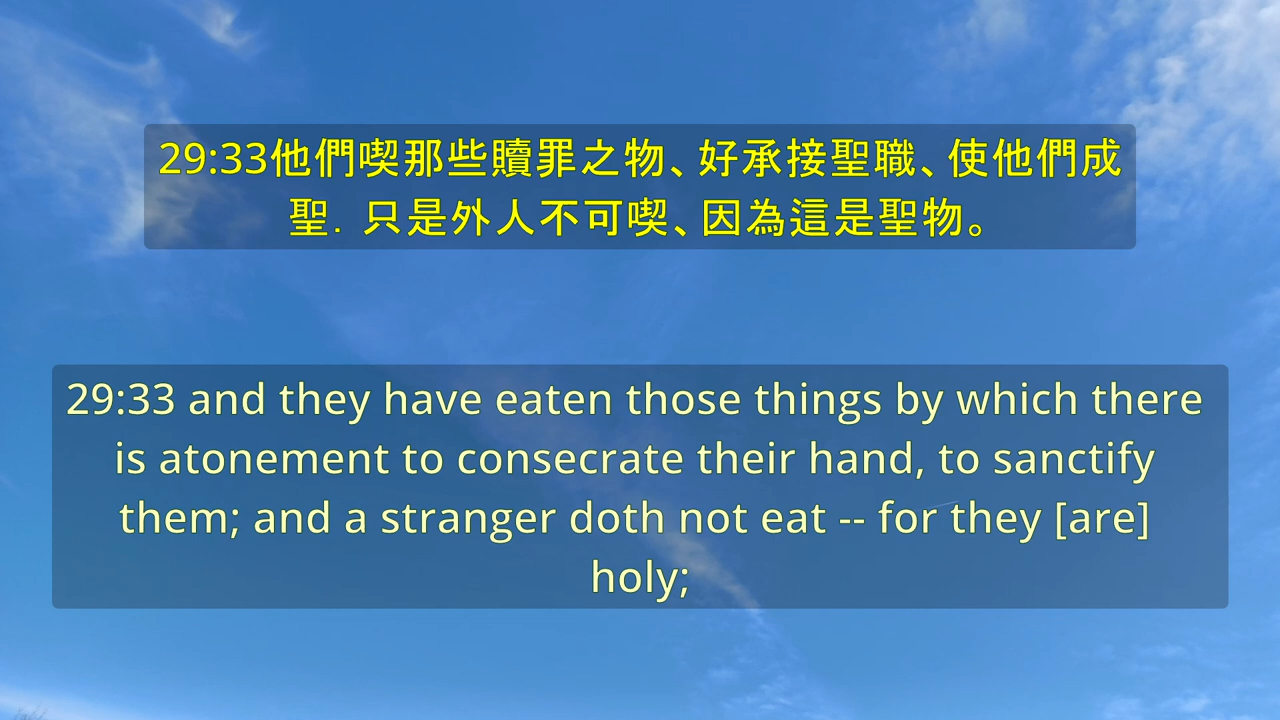 29:33他們喫那些贖罪之物、好承接聖職、使他們成
聖．只是外人不可喫、因為這是聖物。
29:33 and they have eaten those things by which there
is atonement to consecrate their hand, to sanctify
them; and a stranger doth not eat -- for they [are]
holy;